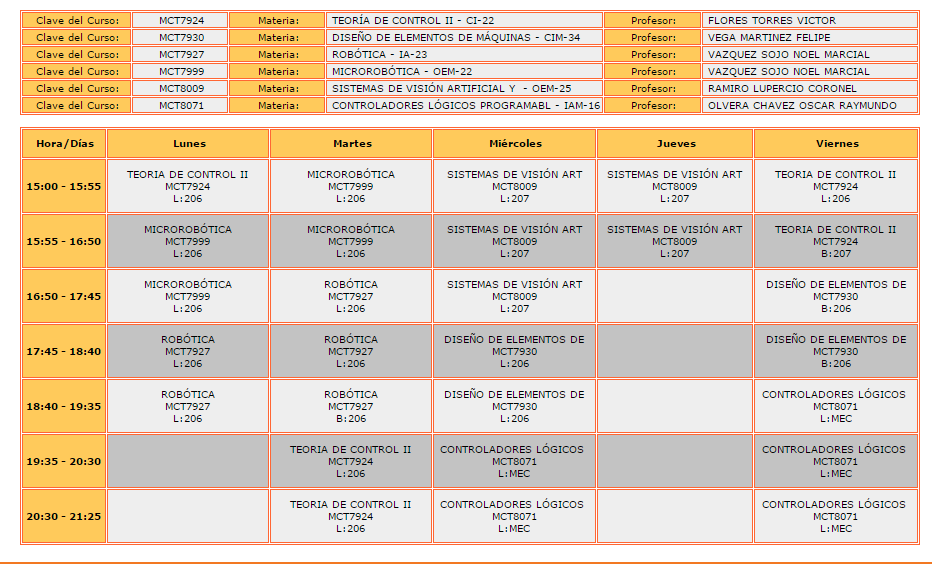 Clave del Curso: MCT7924 Materia: TEORÍA DE CONTROL II - CI-22 Profesor: FLORES TORRES VICTOR
Clave del Curso: MCT7930 Materia: DISEÑO DE ELEMENTOS DE MÁQUINAS - CIM-34 Profesor: VEGA MARTINEZ FELIPE
Clave del Curso: MCT7927 Materia: ROBÓTICA - IA-23 Profesor: VAZQUEZ SOJO NOEL MARCIAL
Clave del Curso: MCT7999 Materia: MICROROBÓTICA - OEM-22 Profesor: VAZQUEZ SOJO NOEL MARCIAL
Clave del Curso: MCT8009 Materia: SISTEMAS DE VISIÓN ARTIFICIAL Y - OEM-25 Profesor: RAMIRO LUPERCIO CORONEL
Clave del Curso: MCT8071 Materia: CONTROLADORES LÓGICOS PROGRAMABL - IAM-16 Profesor: OLVERA CHAVEZ OSCAR RAYMUNDO
Hora/Días Lunes Martes Miércoles Jueves Viernes
TEORIA DE CONTROL II MICROROBÓTICA SISTEMAS DE VISIÓN ART SISTEMAS DE VISIÓN ART TEORIA DE CONTROL II
15:00 - 15:55 MCT7924 MCT7999 MCT8009 MCT8009 MCT7924
L:206 L:206 L:207 L:207 L:206
MICROROBÓTICA MICROROBÓTICA SISTEMAS DE VISIÓN ART SISTEMAS DE VISIÓN ART TEORIA DE CONTROL II
15:55 - 16:50 MCT7999 MCT7999 MCT8009 MCT8009 MCT7924
L:206 L:206 L:207 L:207 B:207
MICROROBÓTICA ROBÓTICA SISTEMAS DE VISIÓN ART DISEÑO DE ELEMENTOS DE
16:50 - 17:45 MCT7999 MCT7927 MCT8009 MCT7930
L:206 L:206 L:207 B:206
ROBÓTICA ROBÓTICA DISEÑO DE ELEMENTOS DE DISEÑO DE ELEMENTOS DE
17:45 - 18:40 MCT7927 MCT7927 MCT7930 MCT7930
L:206 L:206 L:206 B:206
ROBÓTICA ROBÓTICA DISEÑO DE ELEMENTOS DE CONTROLADORES LÓGICOS
18:40 - 19:35 MCT7927 MCT7927 MCT7930 MCT8071
L:206 B:206 L:206 L:MEC
TEORIA DE CONTROL II CONTROLADORES LÓGICOS CONTROLADORES LÓGICOS
19:35 - 20:30 MCT7924 MCT8071 MCT8071
L:206 L:MEC L:MEC
TEORIA DE CONTROL II CONTROLADORES LÓGICOS CONTROLADORES LÓGICOS
20:30 - 21:25 MCT7924 MCT8071 MCT8071
L:206 L:MEC L:MEC